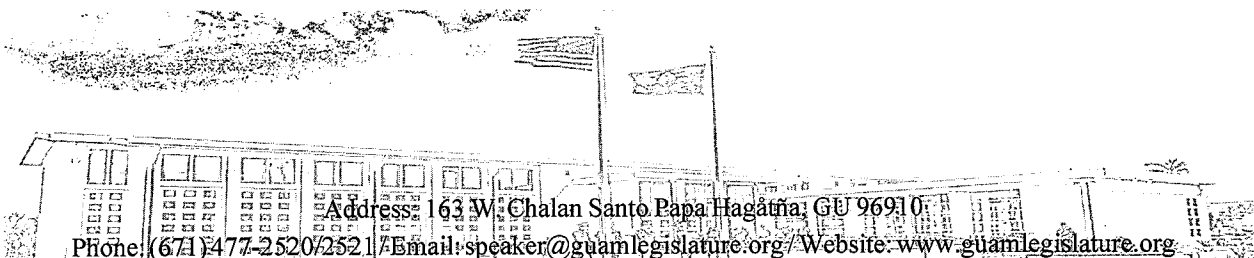 Address: 163 W. Chalan Santo Papa Hagåtña, GU 96910
Phone: (671) 477-2520/2521 / Email: speaker@guamlegislature.org / Website: www.guamlegislature.org